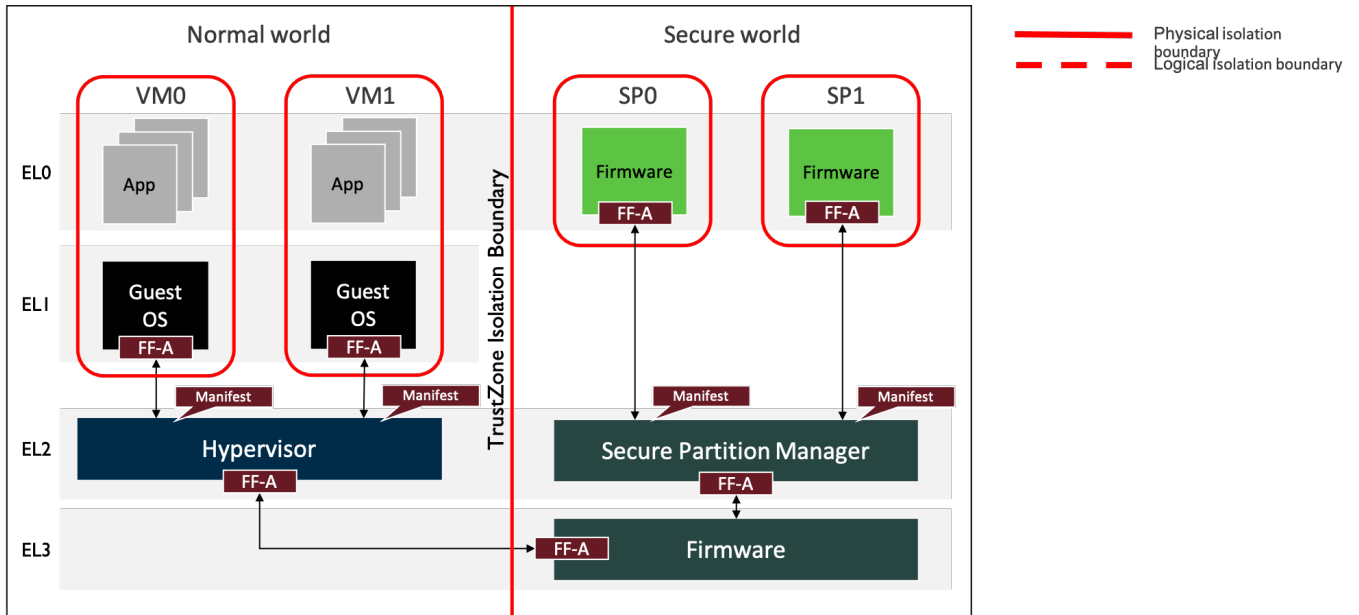 Normal world
Secure world
Physical isolation
boundary
Logical isolation boundary
VM0
VM1
SP0
SP1
EL0
App
App
Firmware
Firmware
FF-A
FF-A
TrustZone Isolation Boundary
EL1
Guest
OS
Guest
OS
FF-A
FF-A
Manifest
Manifest
Manifest
Manifest
EL2
Hypervisor
Secure Partition Manager
FF-A
FF-A
EL3
FF-A
Firmware